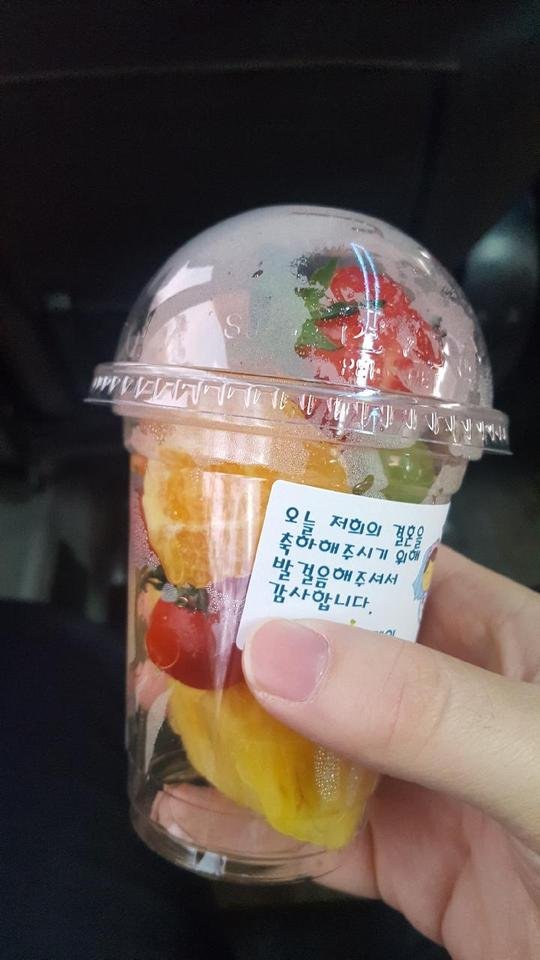 오늘 저희의 결혼을
축하해주시기 위해
발걸음해주셔서
감사합니다.